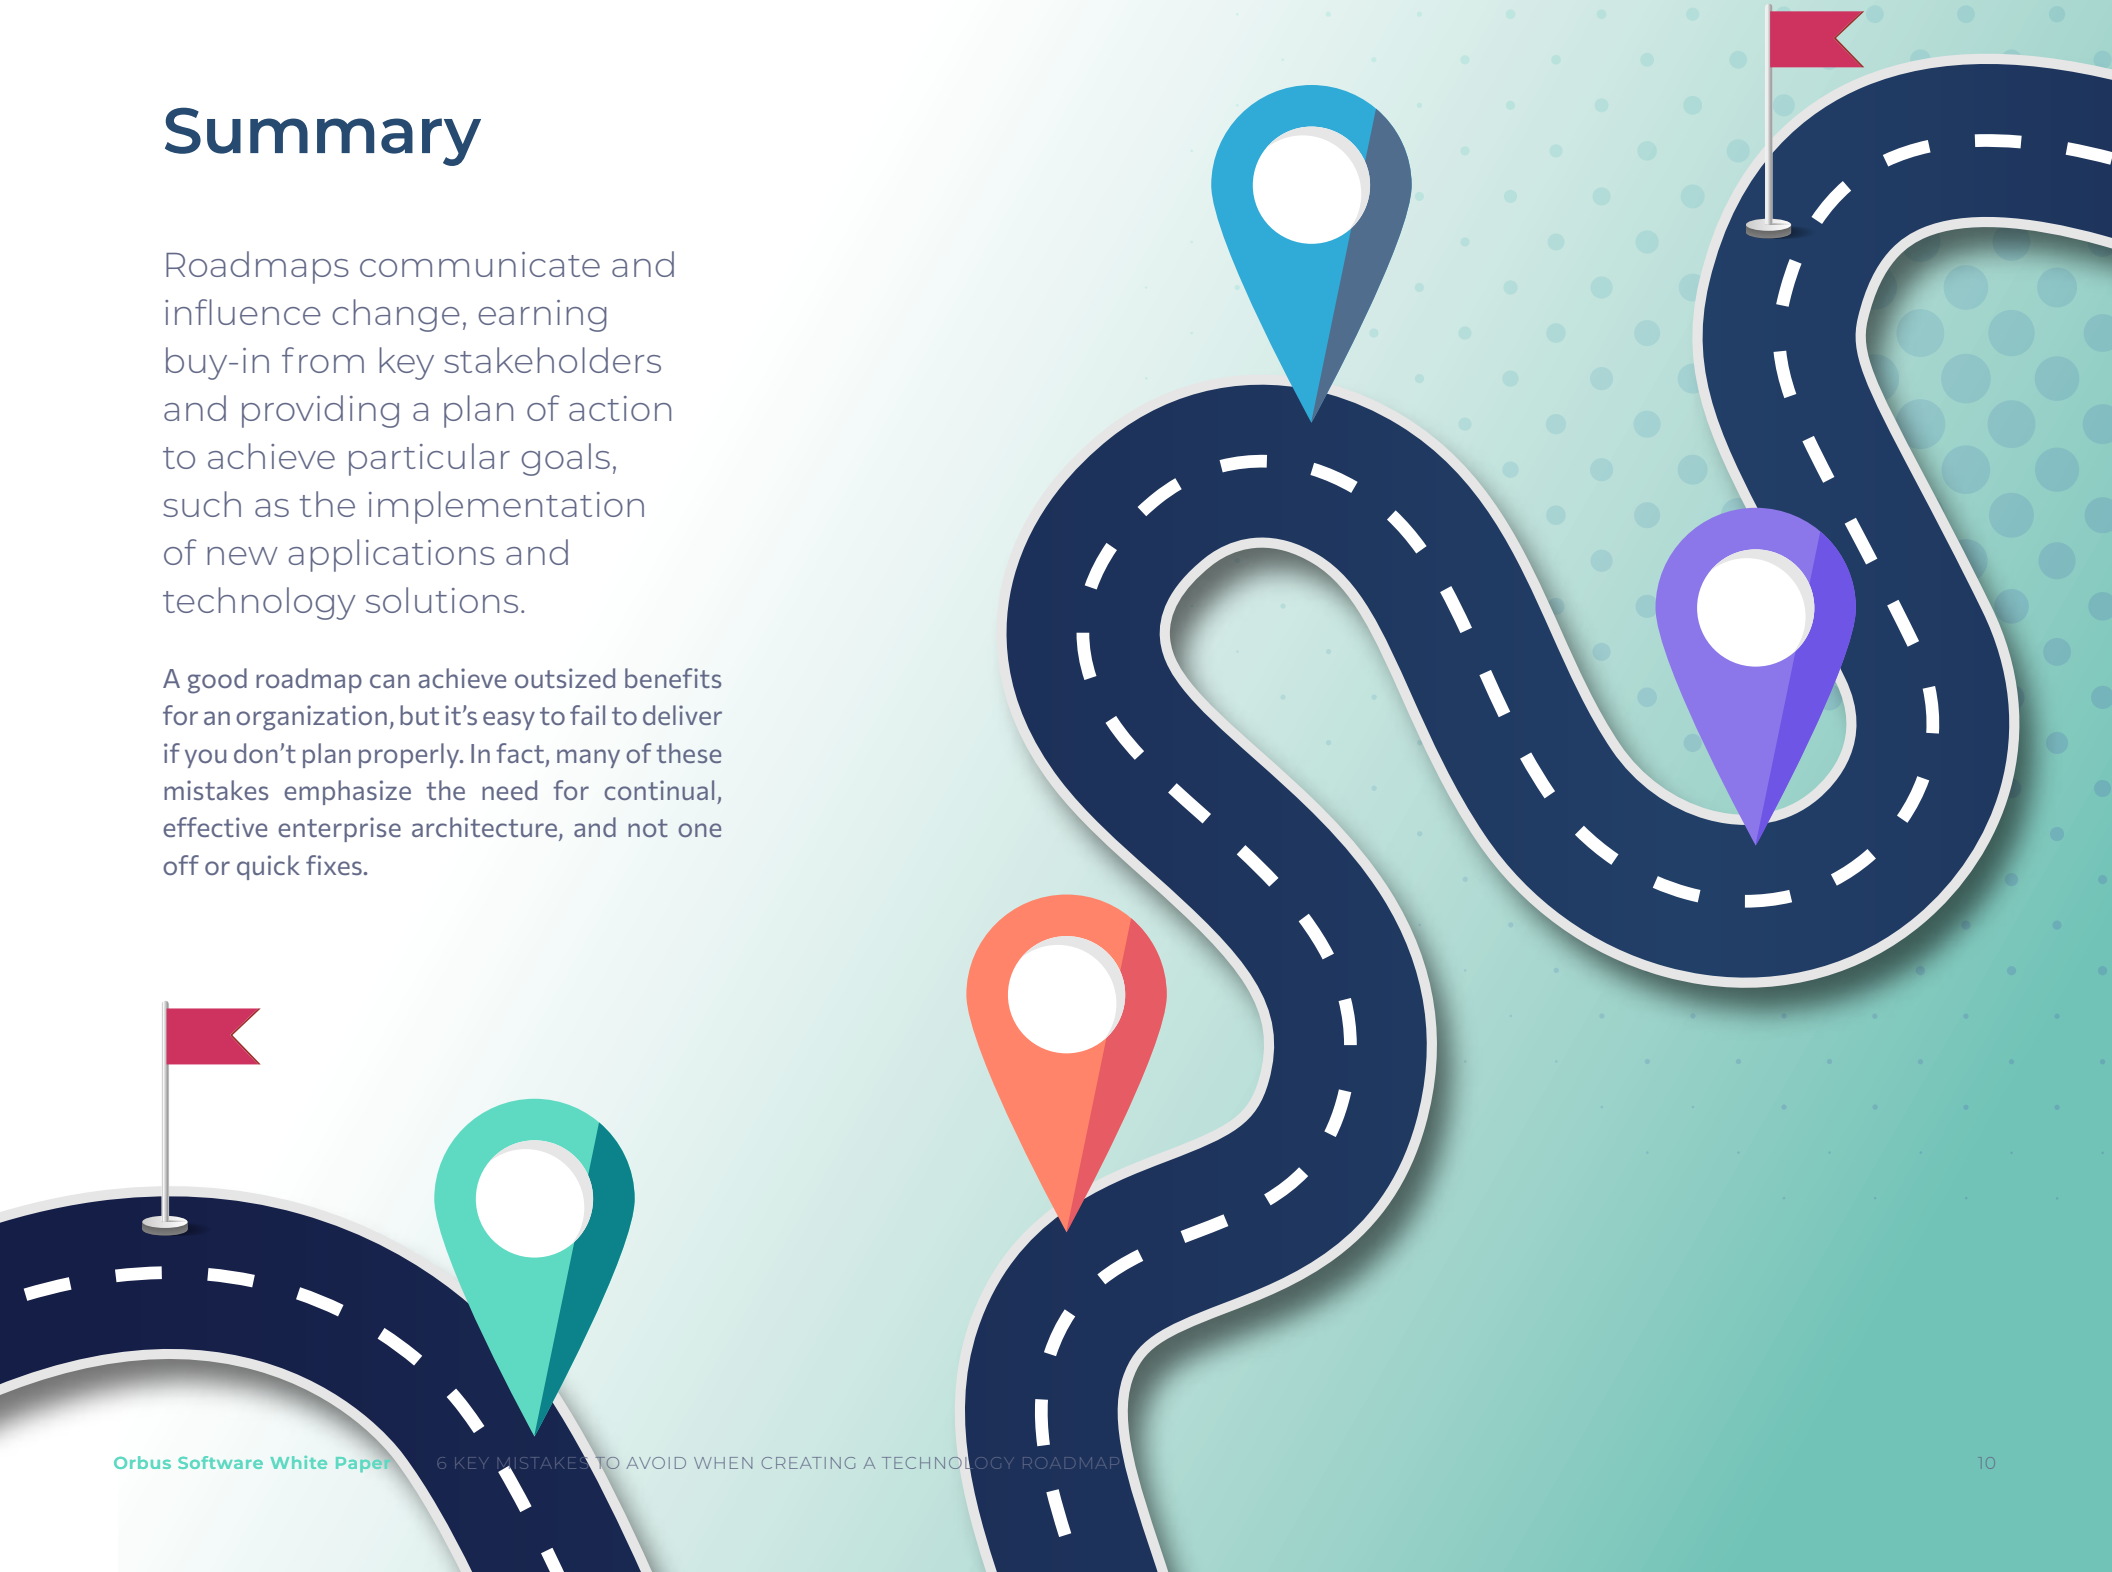 Summary
Roadmaps communicate and
influence change, earning
buy-in from key stakeholders
and providing a plan of action
to achieve particular goals,
such as the implementation
of new applications and
technology solutions.
A good roadmap can achieve outsized benefits
for an organization, but it’s easy to fail to deliver
if you don’t plan properly. In fact, many of these
mistakes emphasize the need for continual,
effective enterprise architecture, and not one
off or quick fixes.
Orbus Software White Paper 6 KEY MISTAKES TO AVOID WHEN CREATING A TECHNOLOGY ROADMAP 10